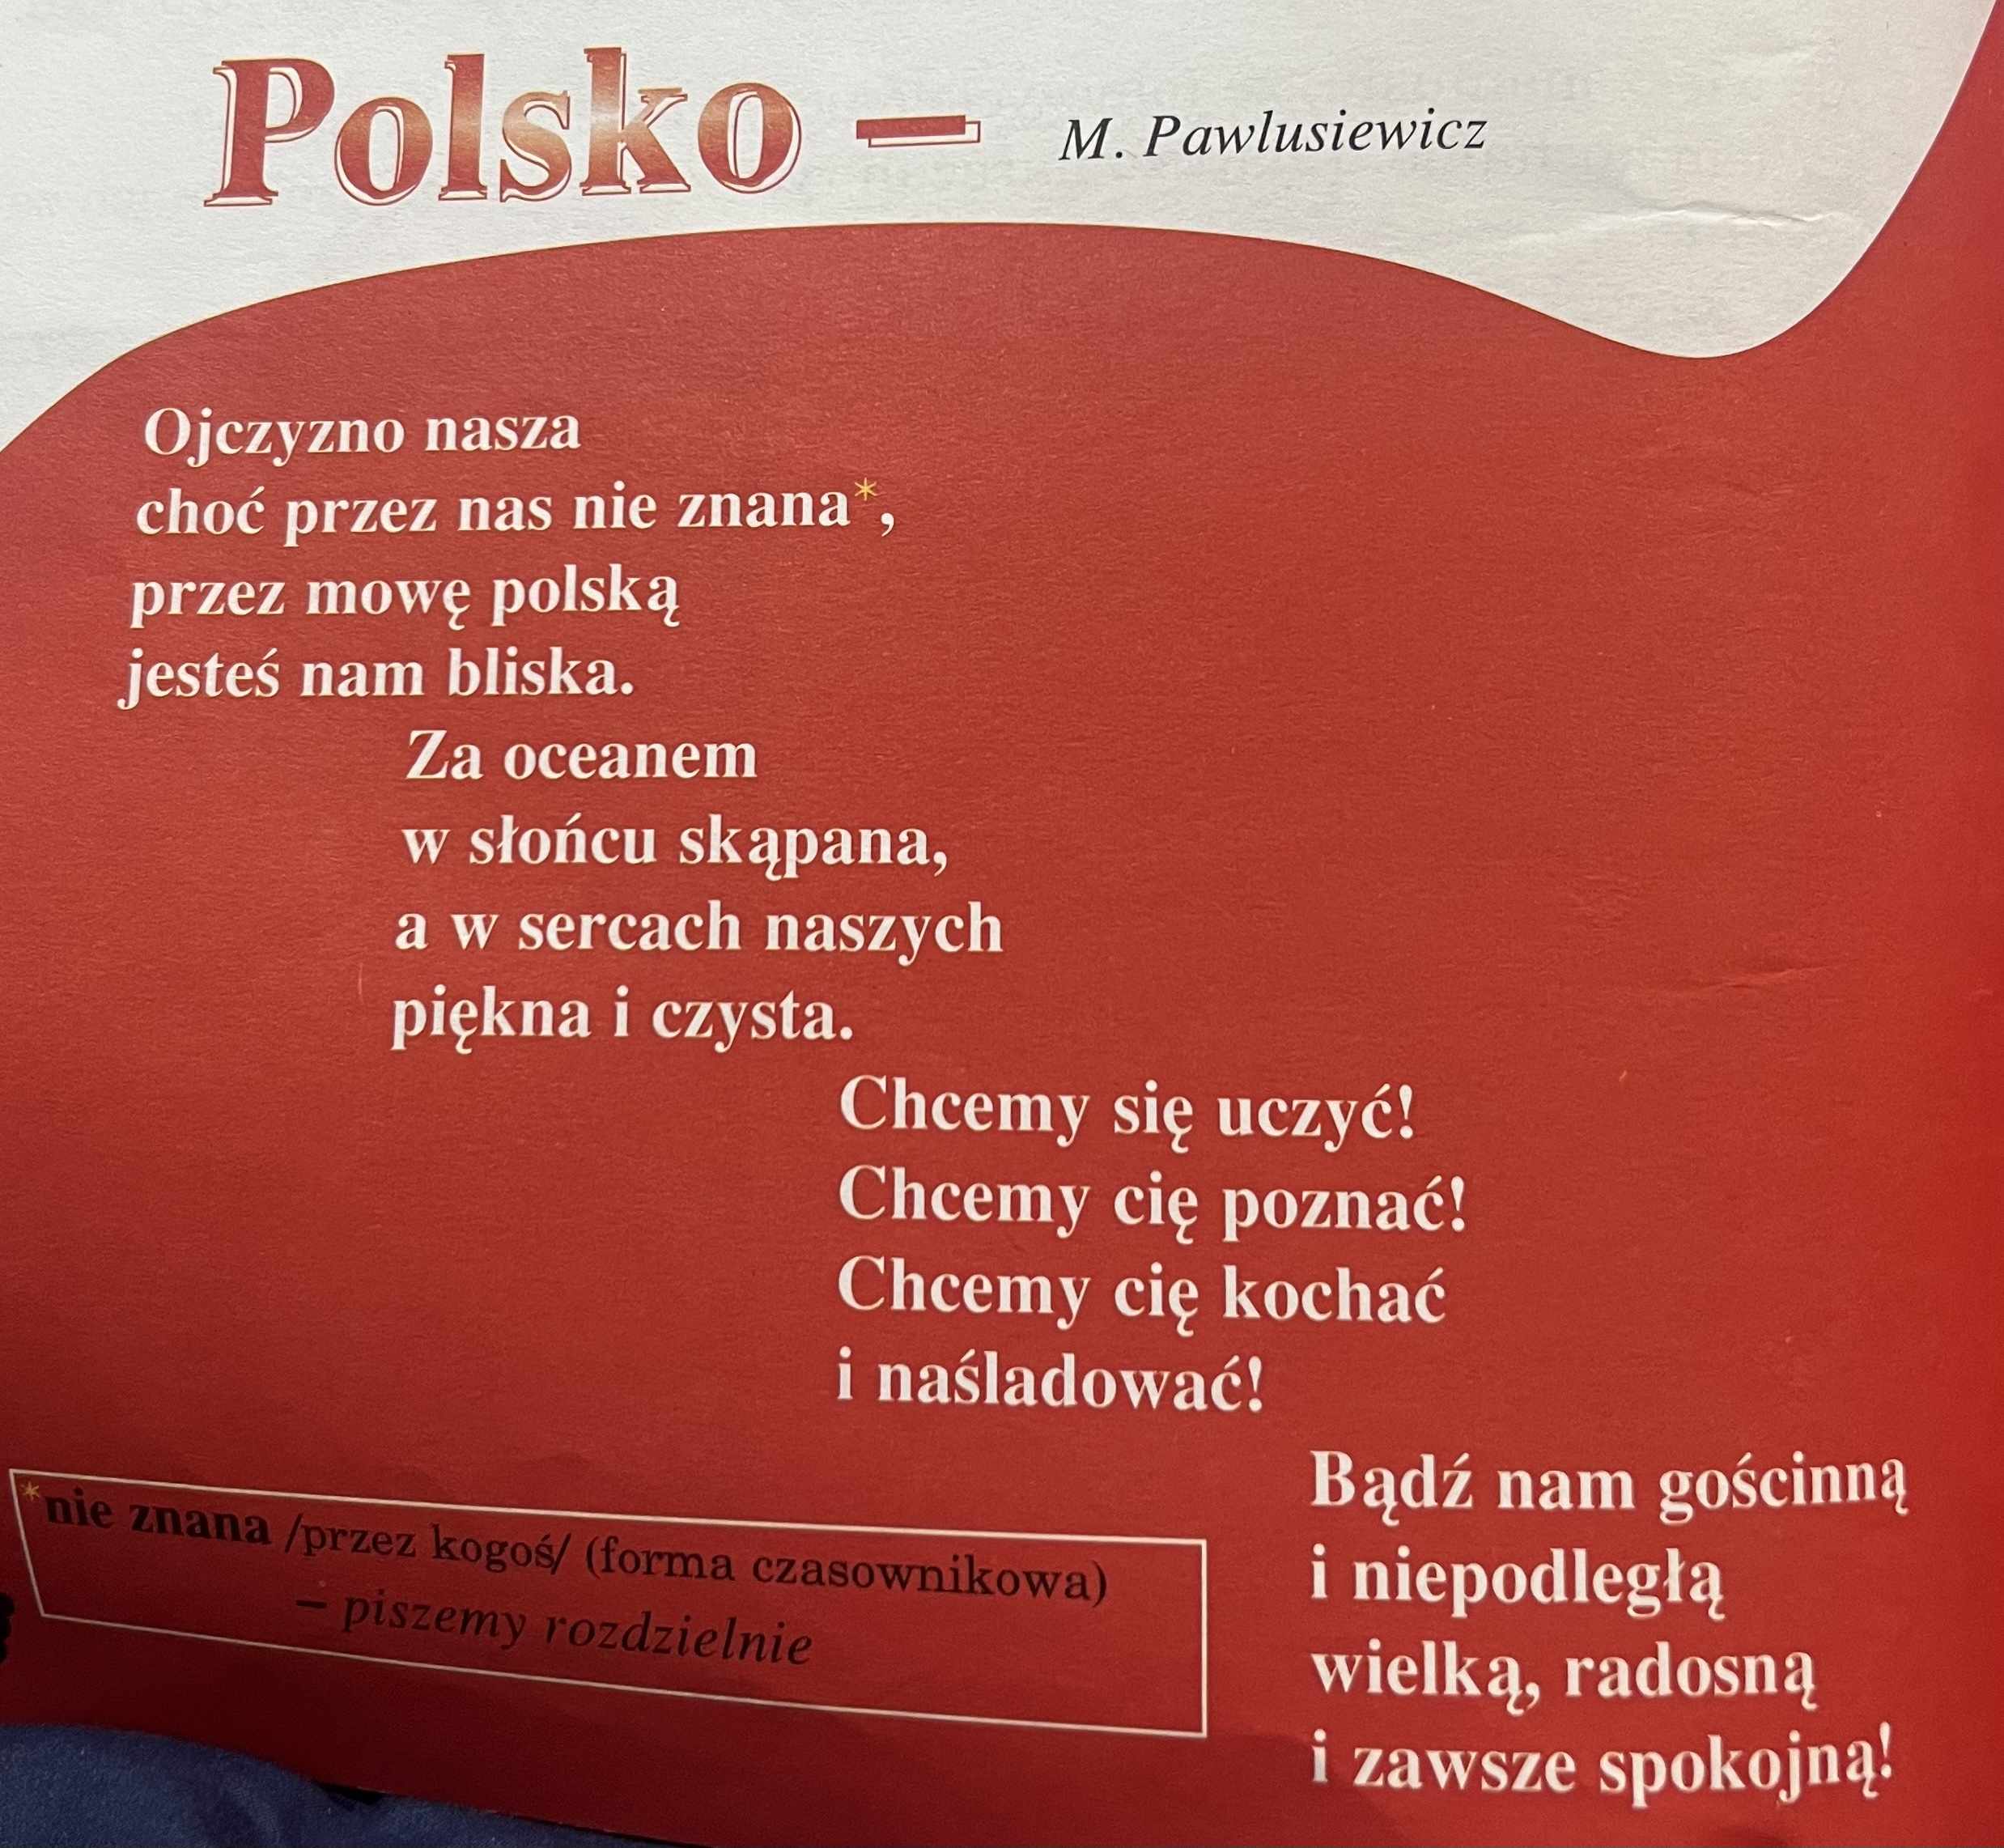 Polsko – M. Pawlusiewicz
Ojczyzno nasza
choć przez nas nie znana*,
przez mowę polską
jesteś nam bliska.
Za oceanem
w słońcu skąpana,
a w sercach naszych
piękna i czysta.
Chcemy się uczyć!
Chcemy cię poznać!
Chcemy cię kochać
i naśladować!
Bądź nam gościnną
i niepodległą
wielką, radosną
i zawsze spokojną!
*nie znana /przez kogoś/ (forma czasownikowa)
– piszemy rozdzielnie